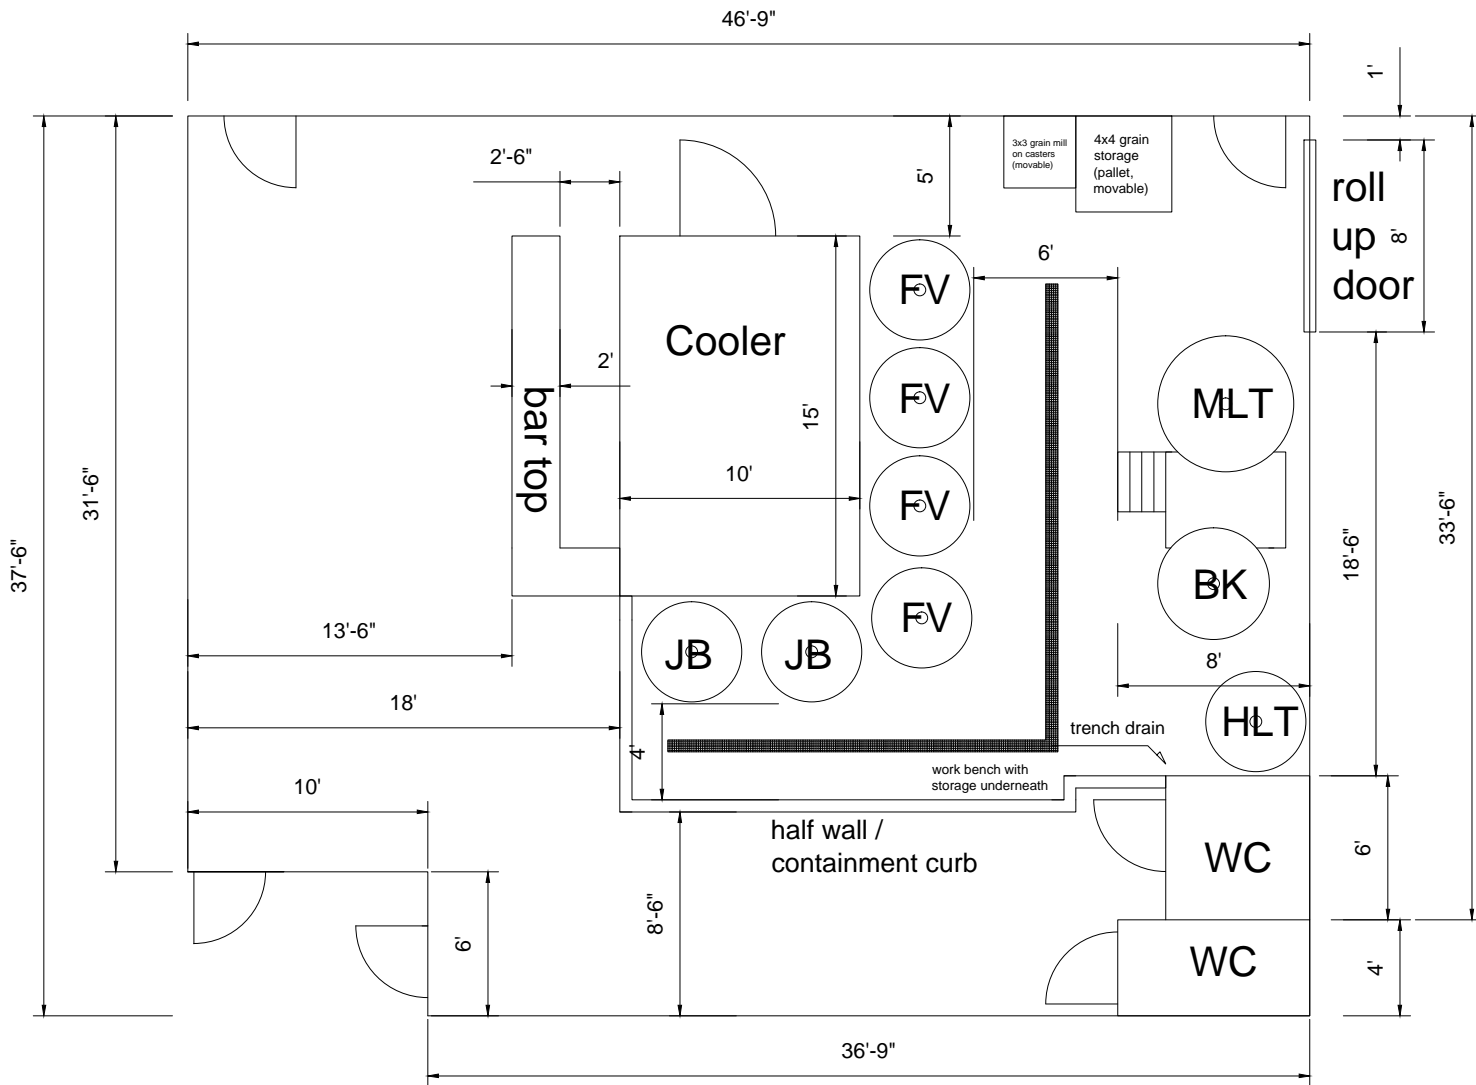 46'-9"
1'
2'-6"
5'
3x3 grain mill
on casters
(movable)
4x4 grain
storage
(pallet,
movable)
roll
up
door
8'
6'
Cooler
FV
2'
bar top
15'
FV
MLT
10'
31'-6"
FV
37'-6"
18'-6"
33'-6"
BK
FV
13'-6"
JB
JB
8'
18'
HLT
4'
trench drain
work bench with
storage underneath
10'
half wall /
containment curb
WC
6'
8'-6"
6'
WC
4'
36'-9"